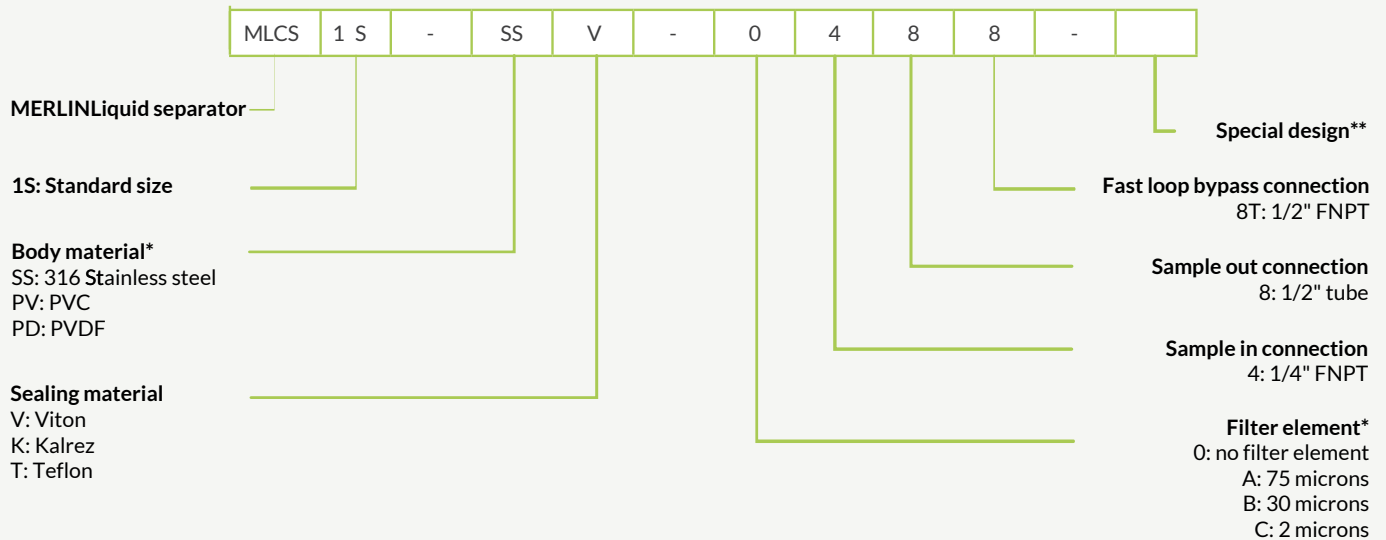 MLCS 1 S - SS V - 0 4 8 8 -
MERLINLiquid separator
1S: Standard size
Body material*
SS: 316 Stainless steel
PV: PVC
PD: PVDF
Sealing material
V: Viton
K: Kalrez
T: Teflon
Special design**
Fast loop bypass connection
8T: 1/2" FNPT
Sample out connection
8: 1/2" tube
Sample in connection
4: 1/4" FNPT
Filter element*
0: no filter element
A: 75 microns
B: 30 microns
C: 2 microns